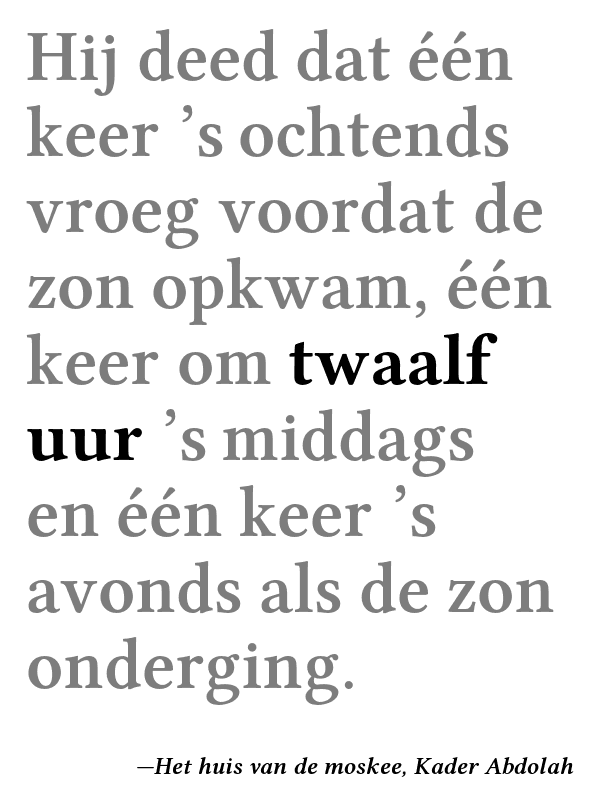 Hij deed dat één
keer ’s ochtends
vroeg voordat de
zon opkwam, één
keer om twaalf
uur ’s middags
en één keer ’s
avonds als de zon
onderging.
—Het huis van de moskee, Kader Abdolah